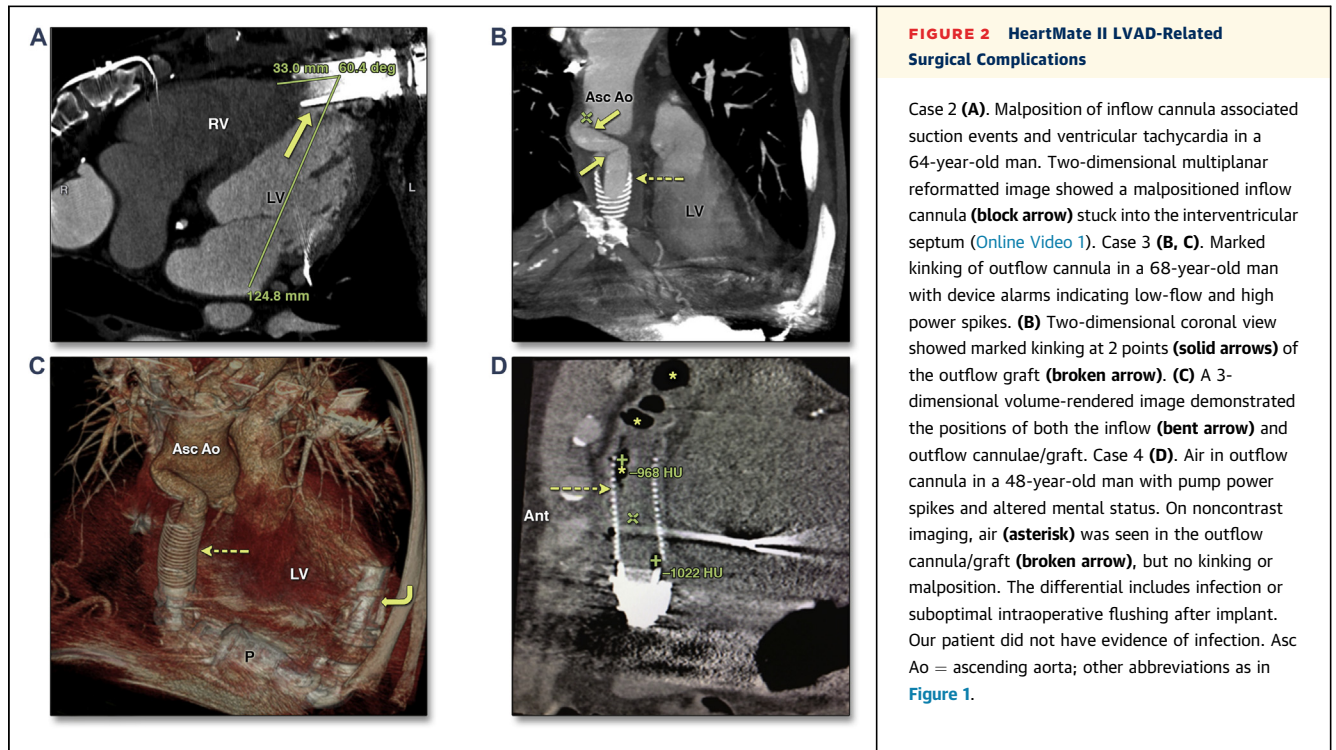 A
33.0 mm 60.4 deg
RV
R
LV
L
124.8 mm
B
Asc Ao
LV
C
Asc Ao
LV
P
D
*
*
*
–968 HU
Ant
–1022 HU
FIGURE 2 HeartMate II LVAD-Related
Surgical Complications
Case 2 (A). Malposition of inflow cannula associated
suction events and ventricular tachycardia in a
64-year-old man. Two-dimensional multiplanar
reformatted image showed a malpositioned inflow
cannula (block arrow) stuck into the interventricular
septum (Online Video 1). Case 3 (B, C). Marked
kinking of outflow cannula in a 68-year-old man
with device alarms indicating low-flow and high
power spikes. (B) Two-dimensional coronal view
showed marked kinking at 2 points (solid arrows) of
the outflow graft (broken arrow). (C) A 3-
dimensional volume-rendered image demonstrated
the positions of both the inflow (bent arrow) and
outflow cannulae/graft. Case 4 (D). Air in outflow
cannula in a 48-year-old man with pump power
spikes and altered mental status. On noncontrast
imaging, air (asterisk) was seen in the outflow
cannula/graft (broken arrow), but no kinking or
malposition. The differential includes infection or
suboptimal intraoperative flushing after implant.
Our patient did not have evidence of infection. Asc
Ao = ascending aorta; other abbreviations as in
Figure 1.